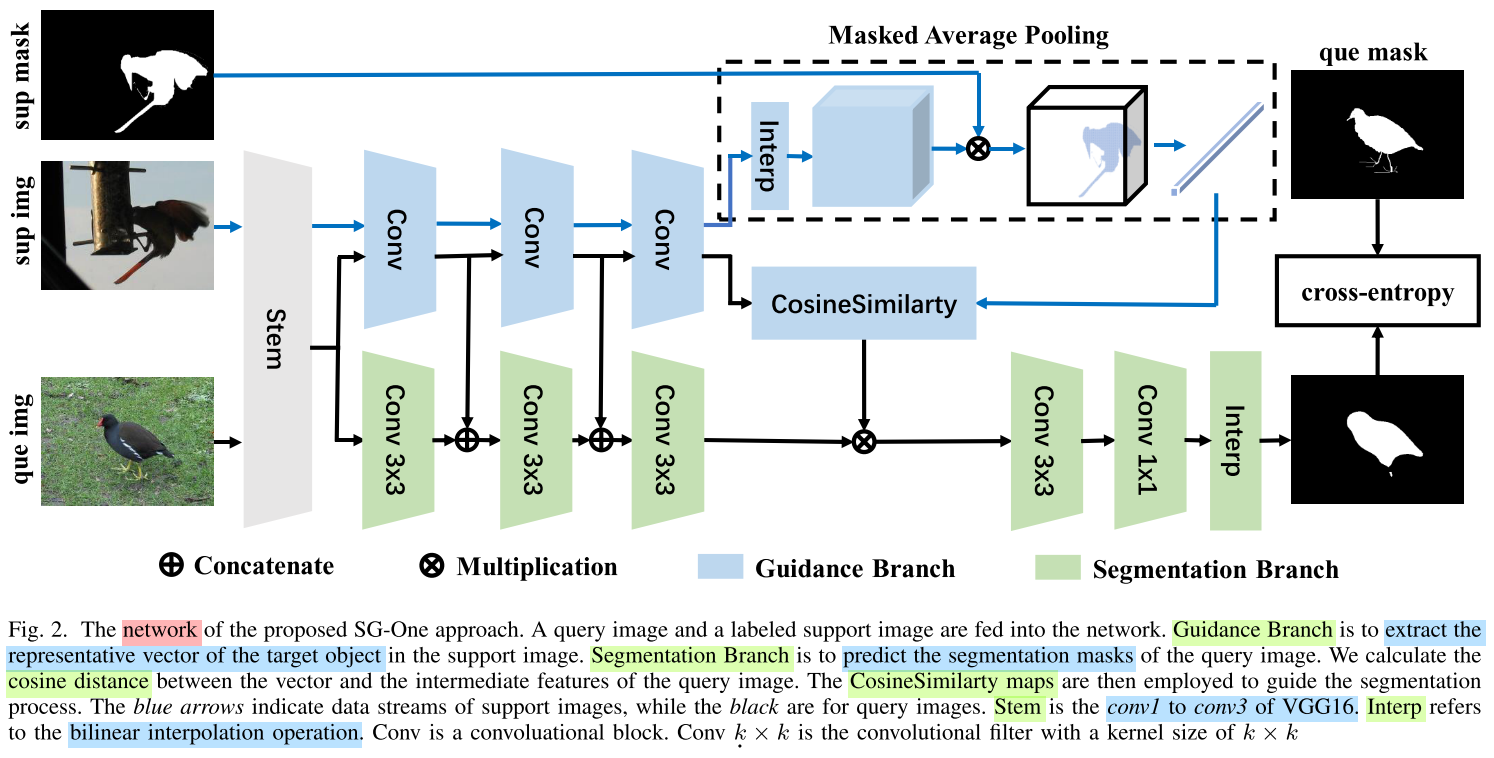 Masked Average Pooling
que mask
sup mask
sup img
que img
Stem
Conv
Conv
Conv
Interp
CosineSimilarty
cross-entropy
Conv 3x3
Conv 3x3
Conv 3x3
Conv 3x3
Conv 1x1
Interp
Concatenate
Multiplication
Guidance Branch
Segmentation Branch
Fig. 2. The network of the proposed SG-One approach. A query image and a labeled support image are fed into the network. Guidance Branch is to extract the
representative vector of the target object in the support image. Segmentation Branch is to predict the segmentation masks of the query image. We calculate the
cosine distance between the vector and the intermediate features of the query image. The CosineSimilarty maps are then employed to guide the segmentation
process. The blue arrows indicate data streams of support images, while the black are for query images. Stem is the conv1 to conv3 of VGG16. Interp refers
to the bilinear interpolation operation. Conv is a convoluational block. Conv k × k is the convolutional filter with a kernel size of k × k